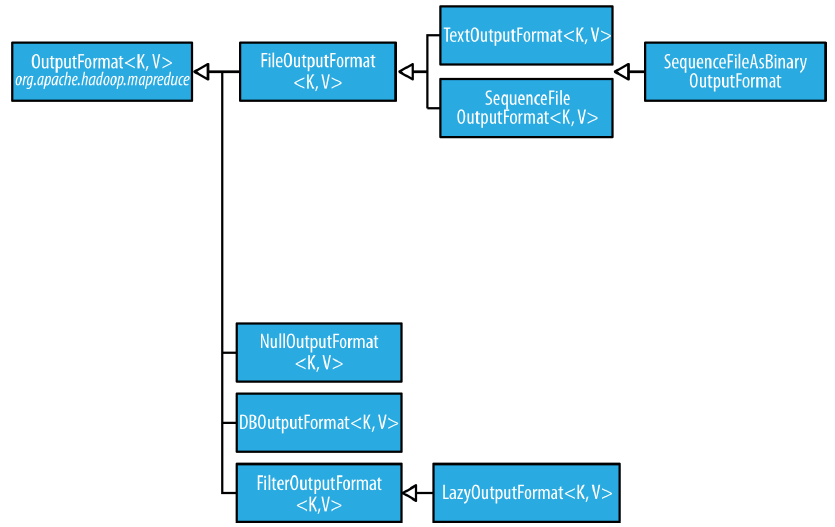 OutputFormat<K, V>
org.apache.hadoop.mapreduce
FileOutputFormat
<K, V>
TextOutputFormat<K, V>
SequenceFile
OutputFormat<K, V>
SequenceFileAsBinary
OutputFormat
NullOutputFormat
<K, V>
DBOutputFormat<K, V>
FilterOutputFormat
<K,V>
LazyOutputFormat<K, V>